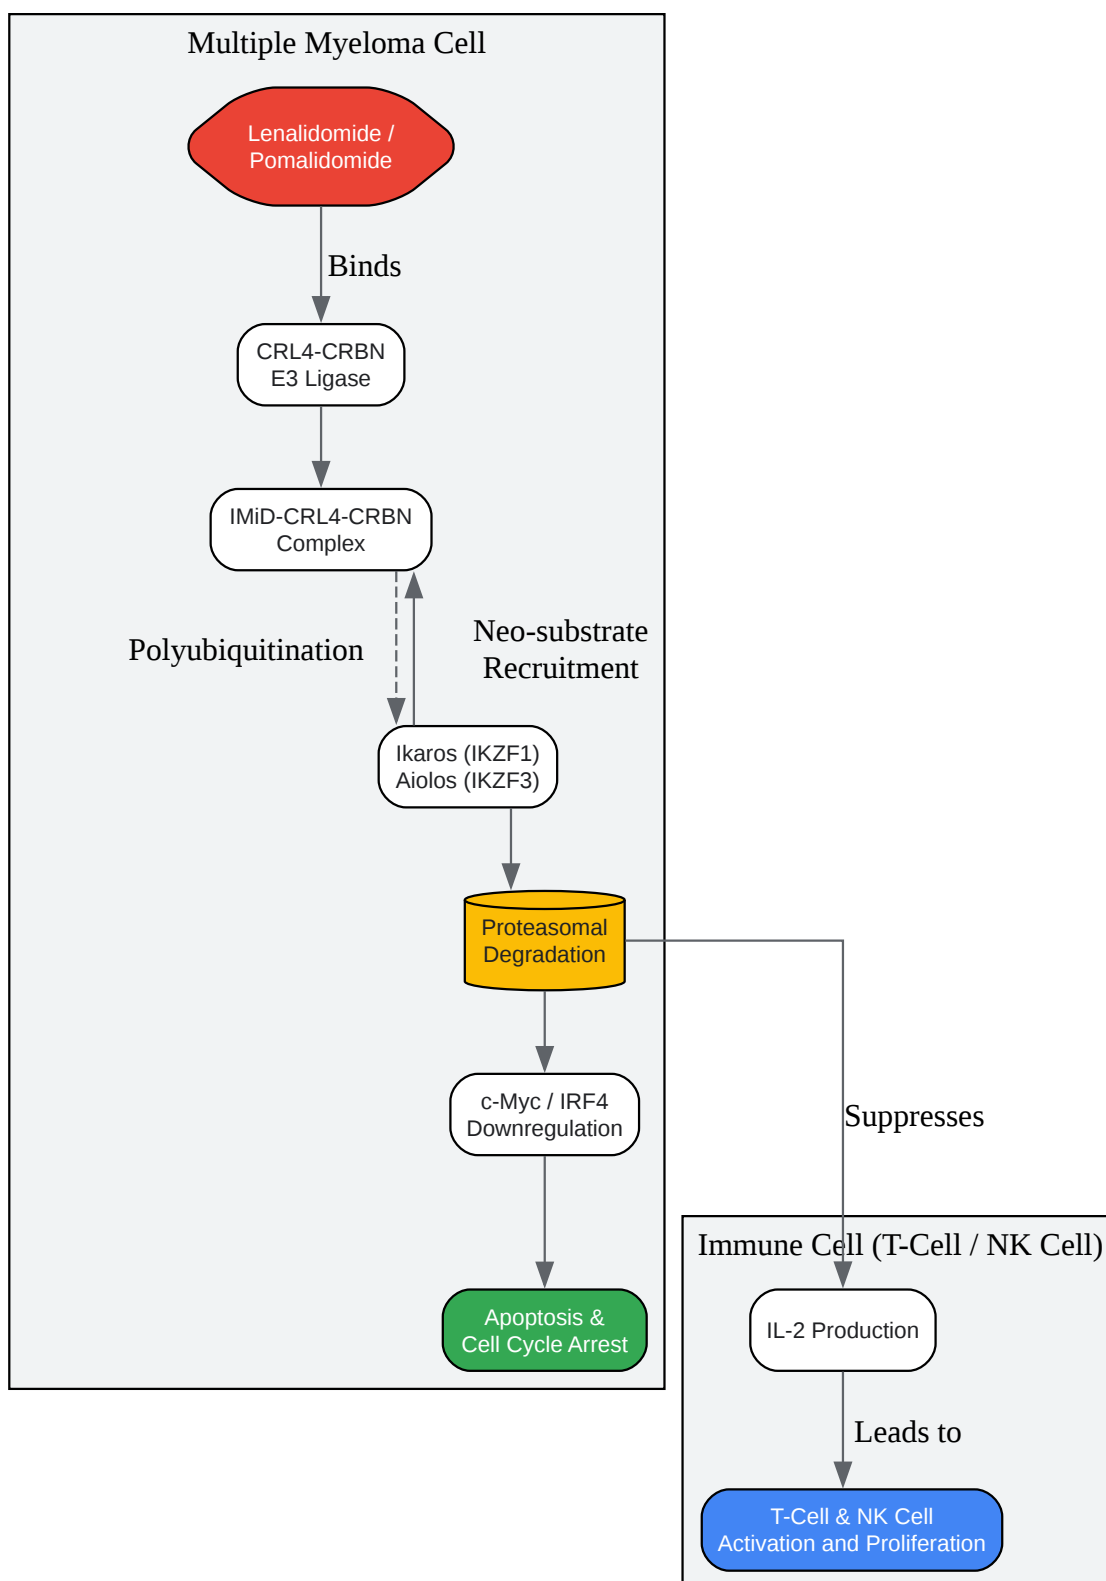 Multiple Myeloma Cell
Lenalidomide /
Pomalidomide
Binds
CRL4-CRBN
E3 Ligase
IMiD-CRL4-CRBN
Complex
Polyubiquitination
Neo-substrate
Recruitment
Ikaros (IKZF1)
Aiolos (IKZF3)
Proteasomal
Degradation
c-Myc / IRF4
Downregulation
Suppresses
Apoptosis &
Cell Cycle Arrest
Immune Cell (T-Cell / NK Cell)
IL-2 Production
Leads to
T-Cell & NK Cell
Activation and Proliferation